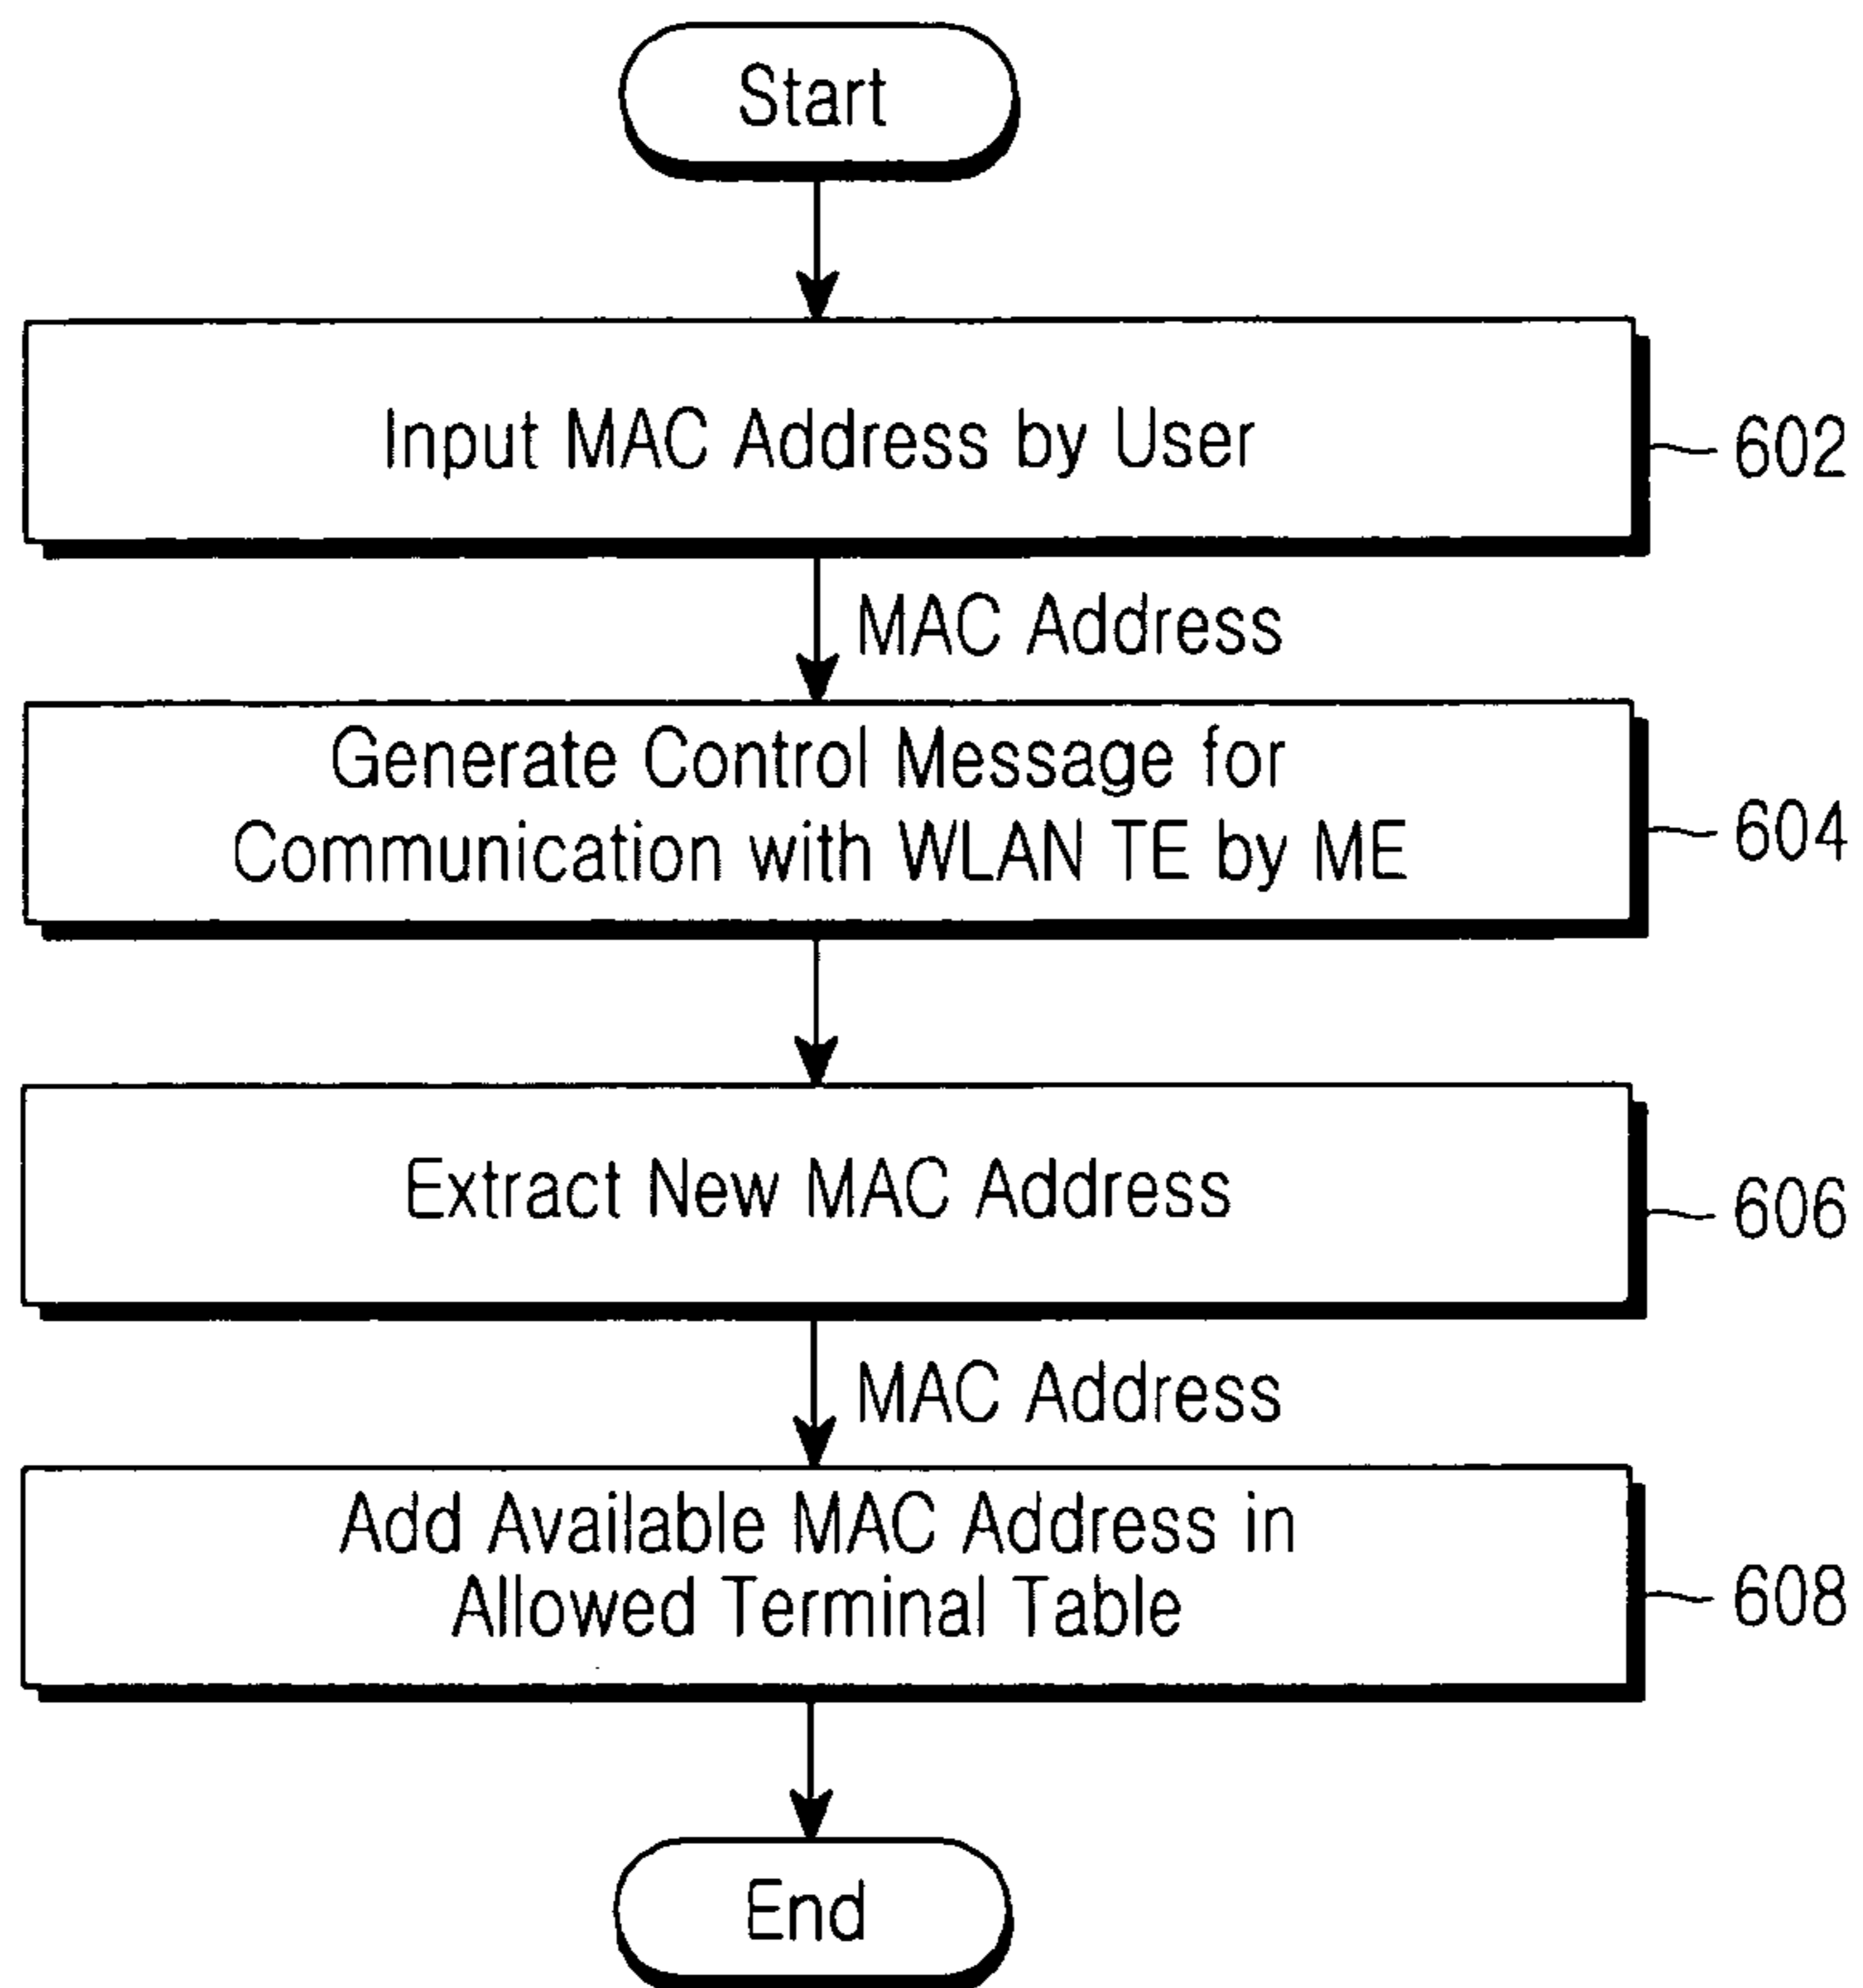 Start
Input MAC Address by User
602
MAC Address
Generate Control Message for
Communication with WLAN TE by ME
604
Extract New MAC Address
606
MAC Address
Add Available MAC Address in
Allowed Terminal Table
608
End